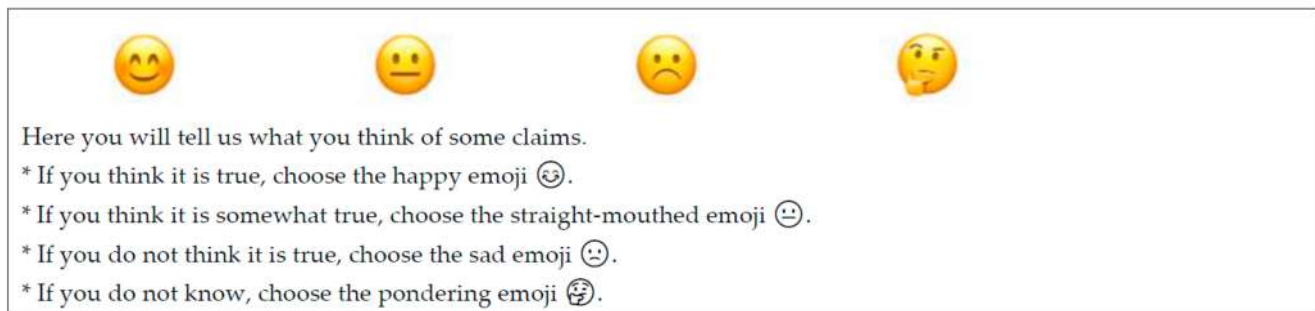 Here you will tell us what you think of some claims.
* If you think it is true, choose the happy emoji 😊.
* If you think it is somewhat true, choose the straight-mouthed emoji 😐.
* If you do not think it is true, choose the sad emoji 🙁.
* If you do not know, choose the pondering emoji 🤔.